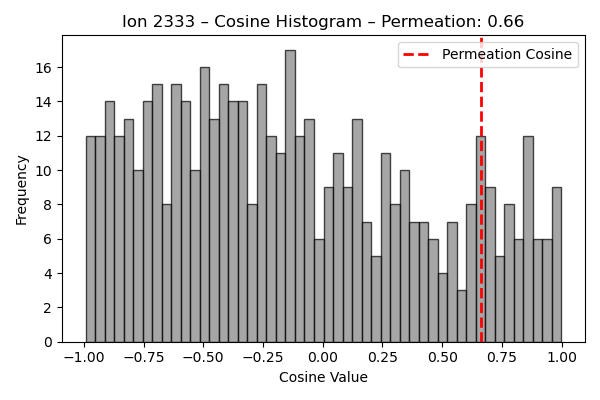 Ion 2333 – Cosine Histogram – Permeation: 0.66
Permeation Cosine
Frequency
16
14
12
10
8
6
4
2
0
−1.00 −0.75 −0.50 −0.25 0.00 0.25 0.50 0.75 1.00
Cosine Value